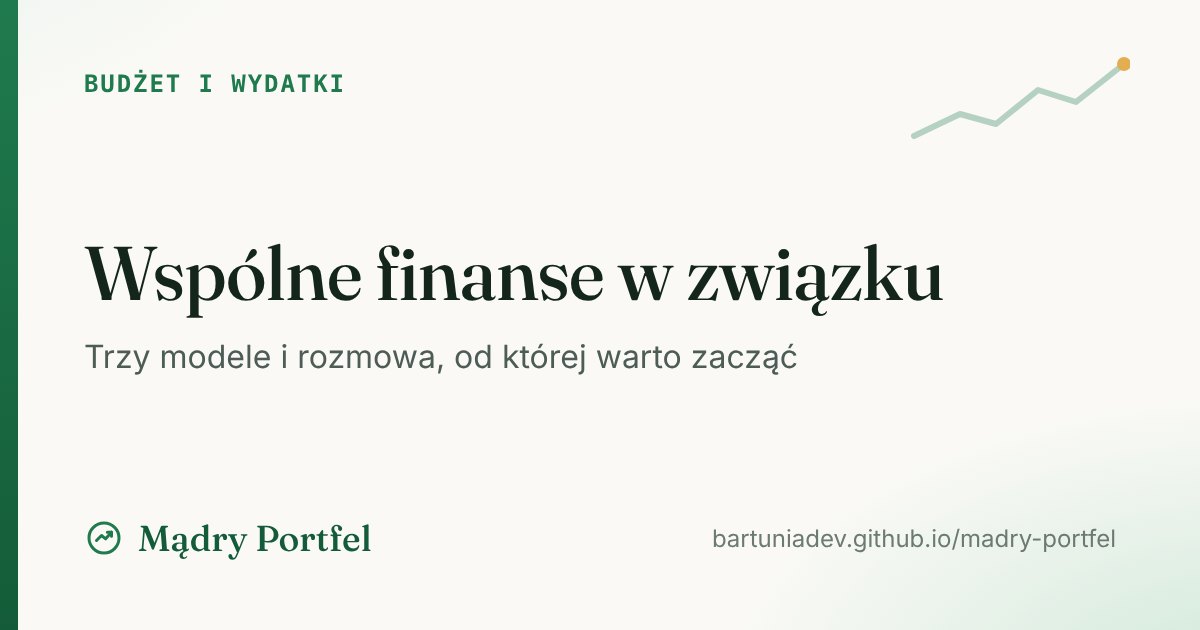 BUDŻET I WYDATKI
Wspólne finanse w związku
Trzy modele i rozmowa, od której warto zacząć
Mądry Portfel
bartuniadev.github.io/madry-portfel